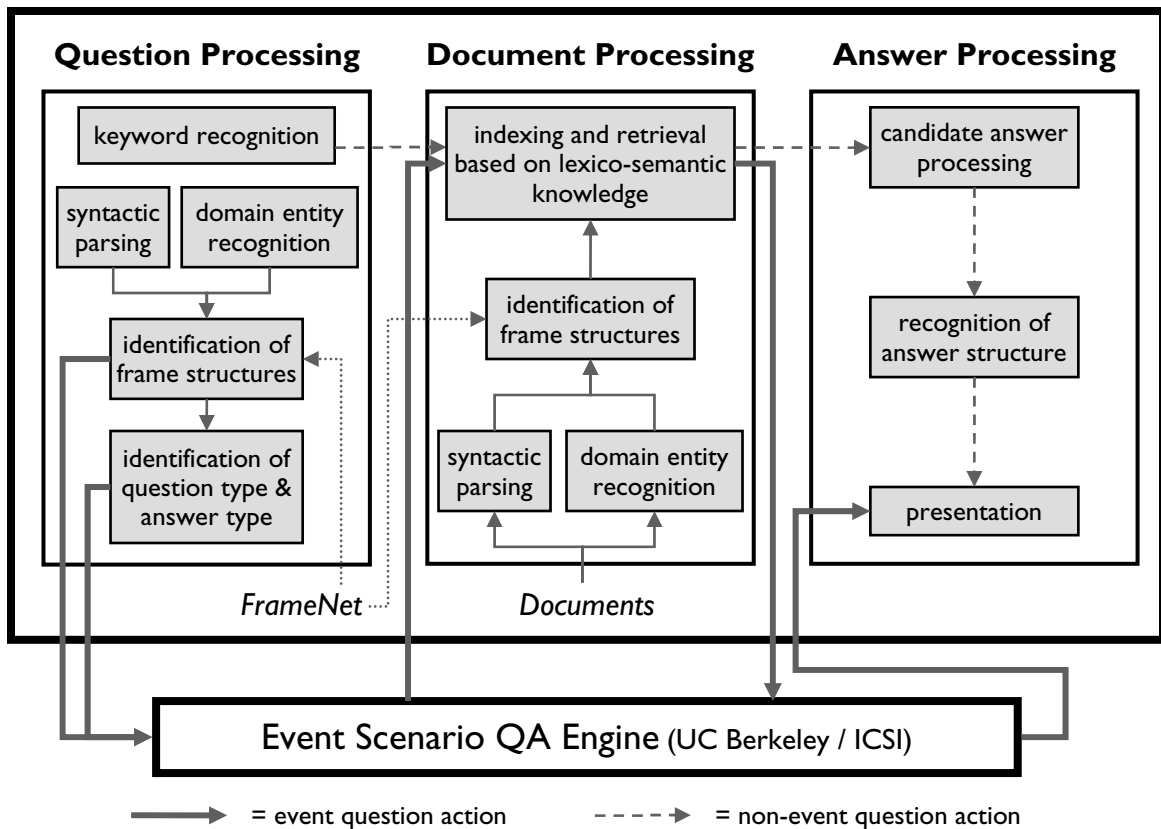 Question Processing
keyword recognition
syntactic
parsing
domain entity
recognition
identification of
frame structures
identification of
question type &
answer type
FrameNet
Document Processing
indexing and retrieval
based on lexico-semantic
knowledge
identification of
frame structures
syntactic
parsing
domain entity
recognition
Documents
Answer Processing
candidate answer
processing
recognition of
answer structure
presentation
Event Scenario QA Engine (UC Berkeley / ICSI)
= event question action
= non-event question action